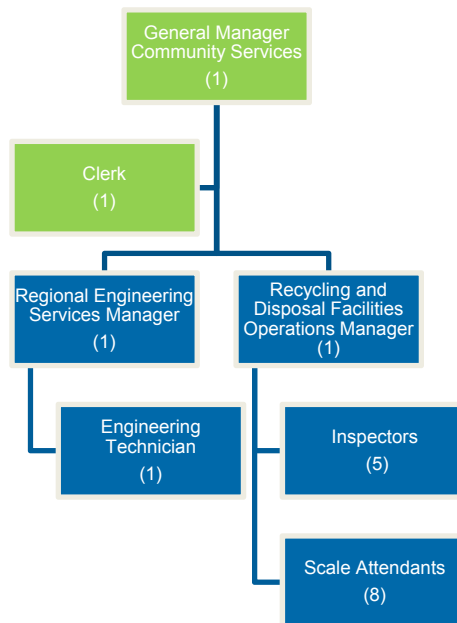 General Manager
Community Services
(1)
Clerk
(1)
Regional Engineering
Services Manager
(1)
Recycling and
Disposal Facilities
Operations Manager
(1)
Engineering
Technician
(1)
Inspectors
(5)
Scale Attendants
(8)